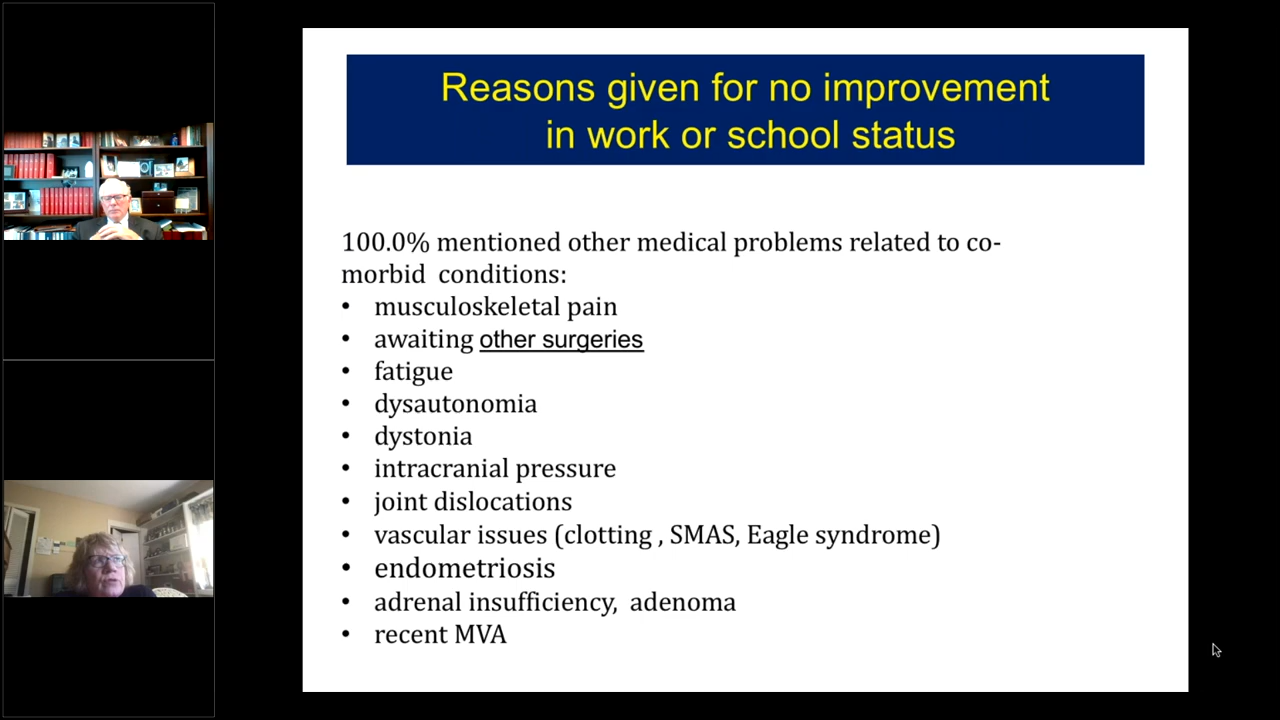 Reasons given for no improvement
in work or school status
100.0% mentioned other medical problems related to co-
morbid  conditions:
• musculoskeletal pain
• awaiting other surgeries
• fatigue
• dysautonomia
• dystonia
• intracranial pressure
• joint dislocations
• vascular issues (clotting , SMAS, Eagle syndrome)
• endometriosis
• adrenal insufficiency,  adenoma
• recent MVA